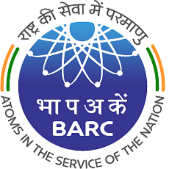 राष्ट्र की सेवा में परमाणु
भा प अ कें
BARC
ATOMS IN THE SERVICE OF THE NATION